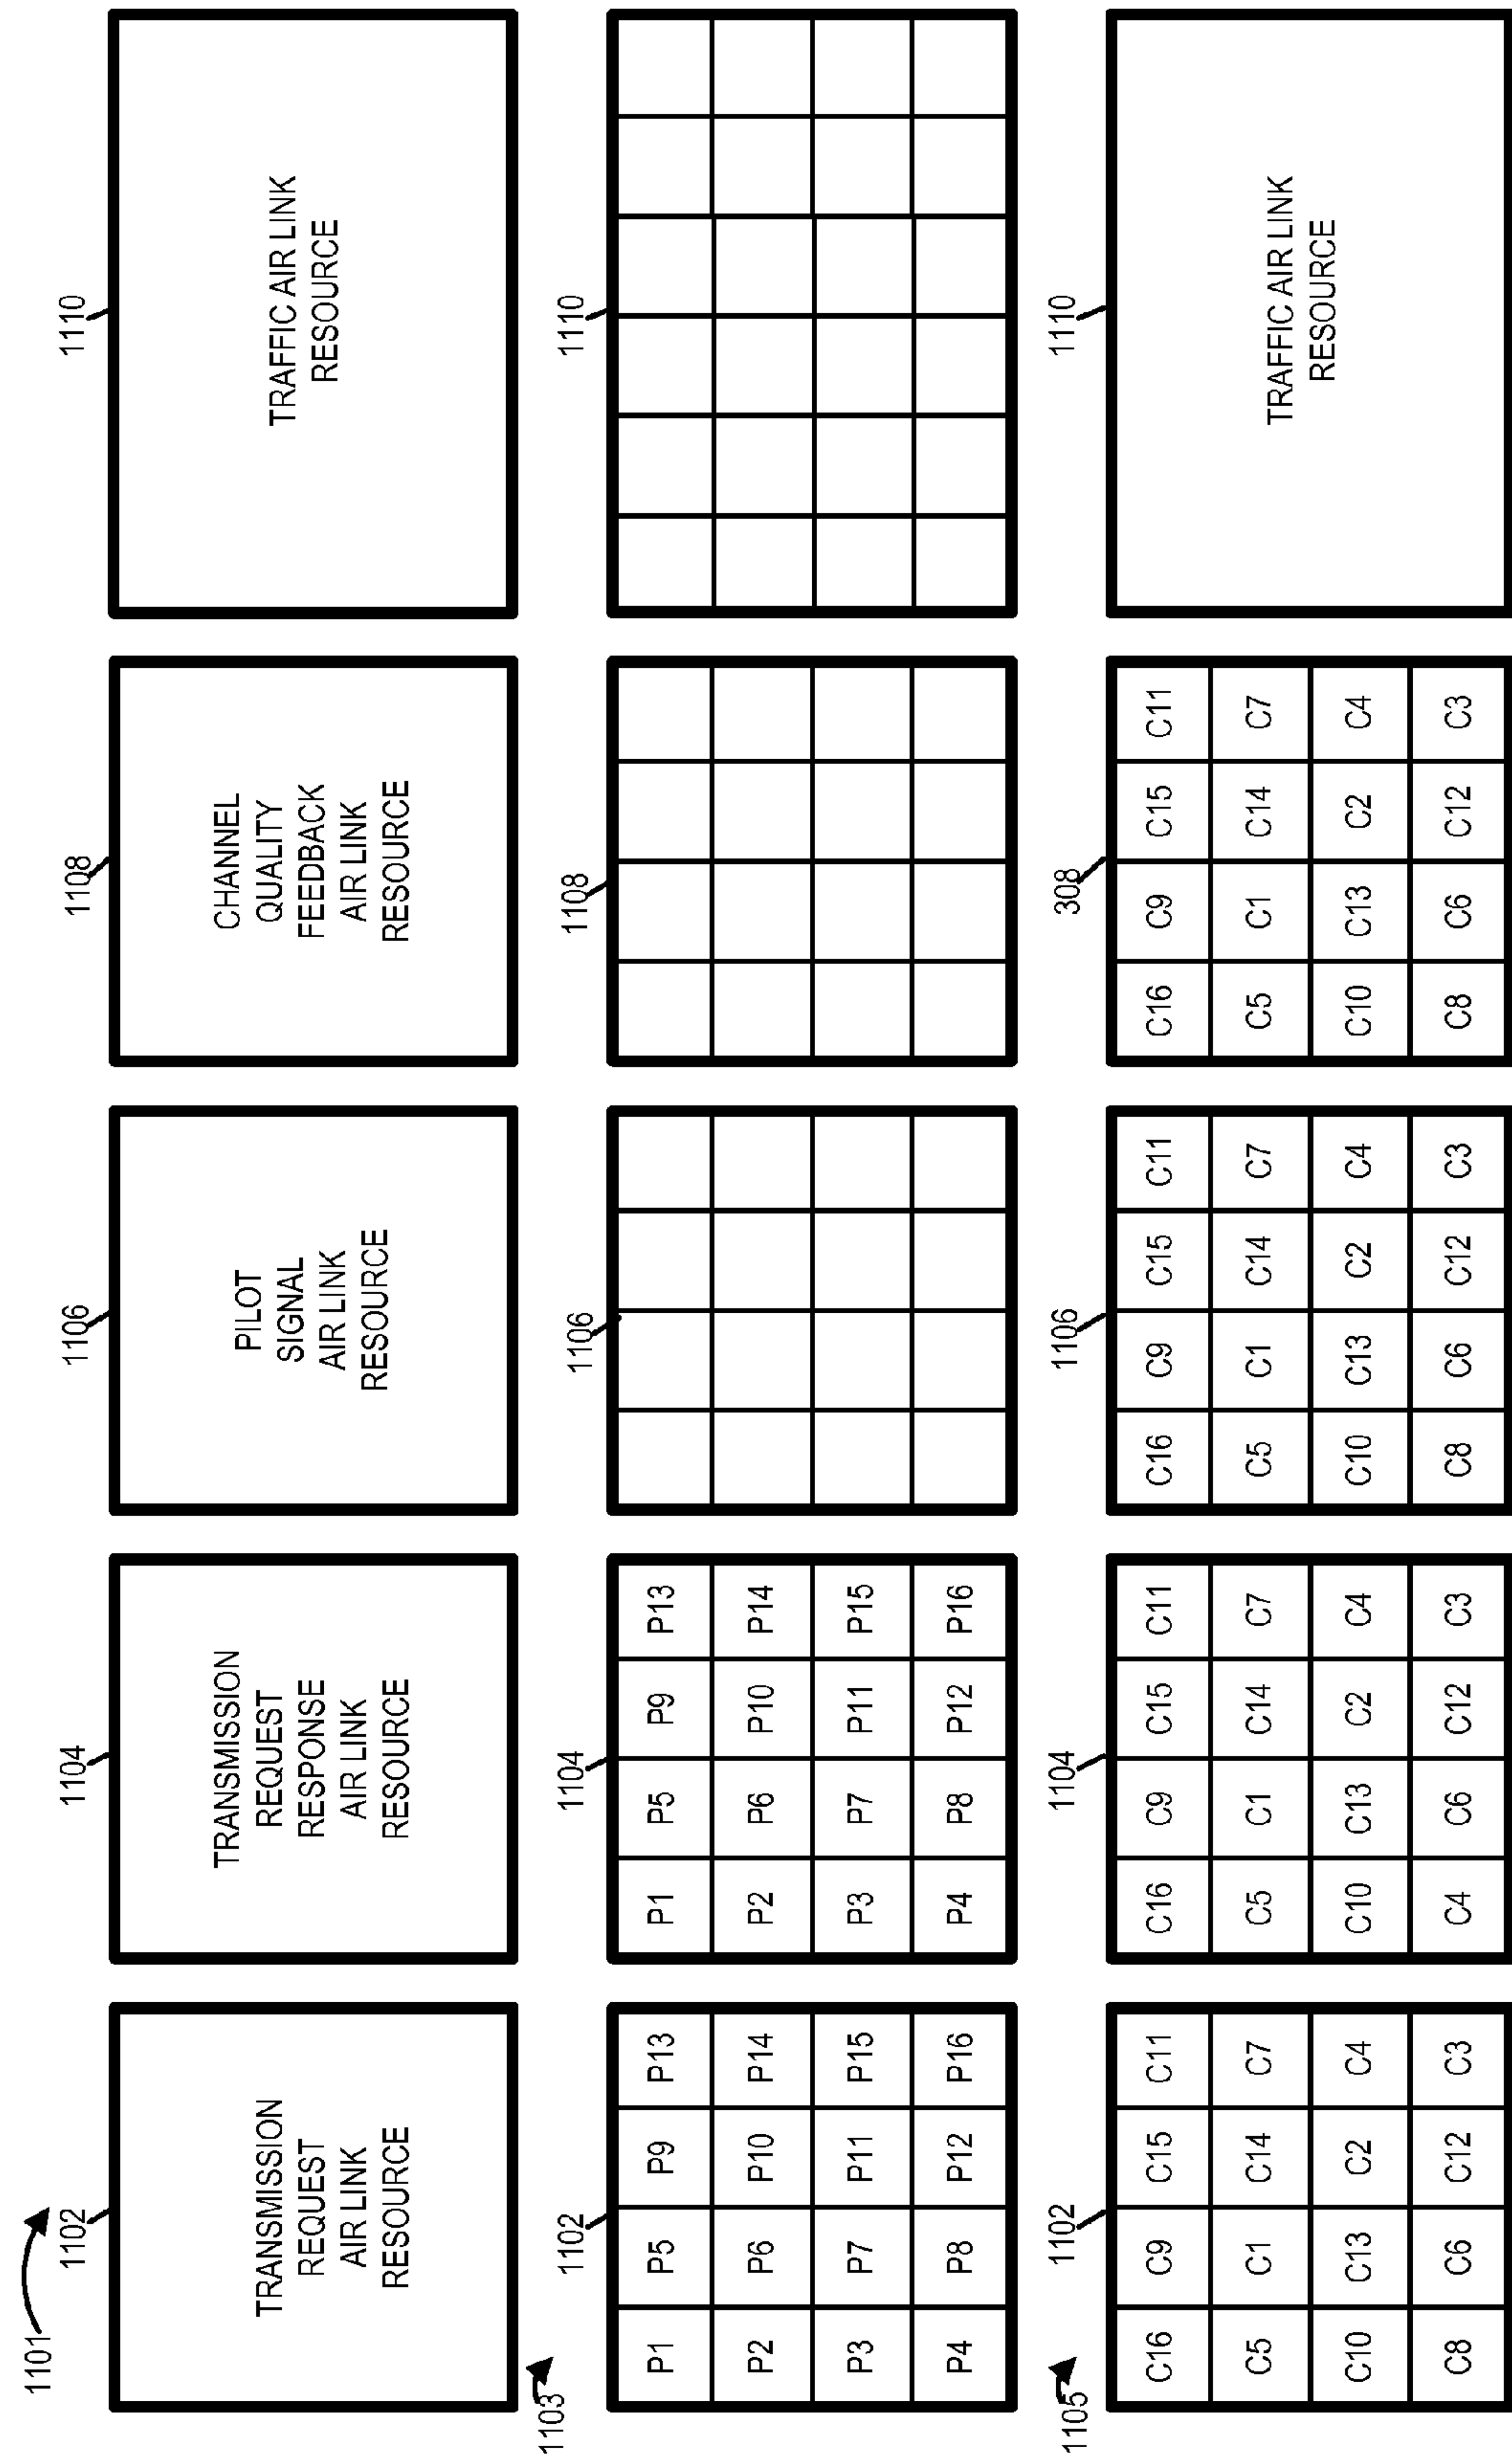 1101
1102
1104
1106
1108
1110
TRANSMISSION
REQUEST
AIR LINK
RESOURCE
TRANSMISSION
REQUEST
RESPONSE
AIR LINK
RESOURCE
PILOT
SIGNAL
AIR LINK
RESOURCE
CHANNEL
QUALITY
FEEDBACK
AIR LINK
RESOURCE
TRAFFIC AIR LINK
RESOURCE
1103
1102
1104
1106
1108
1110
P1 P5 P9 P13
P2 P6 P10 P14
P3 P7 P11 P15
P4 P8 P12 P16
P1 P5 P9 P13
P2 P6 P10 P14
P3 P7 P11 P15
P4 P8 P12 P16
1105
1102
1104
1106
308
1110
C16 C9 C15 C11
C5 C1 C14 C7
C10 C13 C2 C4
C8 C6 C12 C3
C16 C9 C15 C11
C5 C1 C14 C7
C10 C13 C2 C4
C4 C6 C12 C3
C16 C9 C15 C11
C5 C1 C14 C7
C10 C13 C2 C4
C8 C6 C12 C3
C16 C9 C15 C11
C5 C1 C14 C7
C10 C13 C2 C4
C8 C6 C12 C3
TRAFFIC AIR LINK
RESOURCE